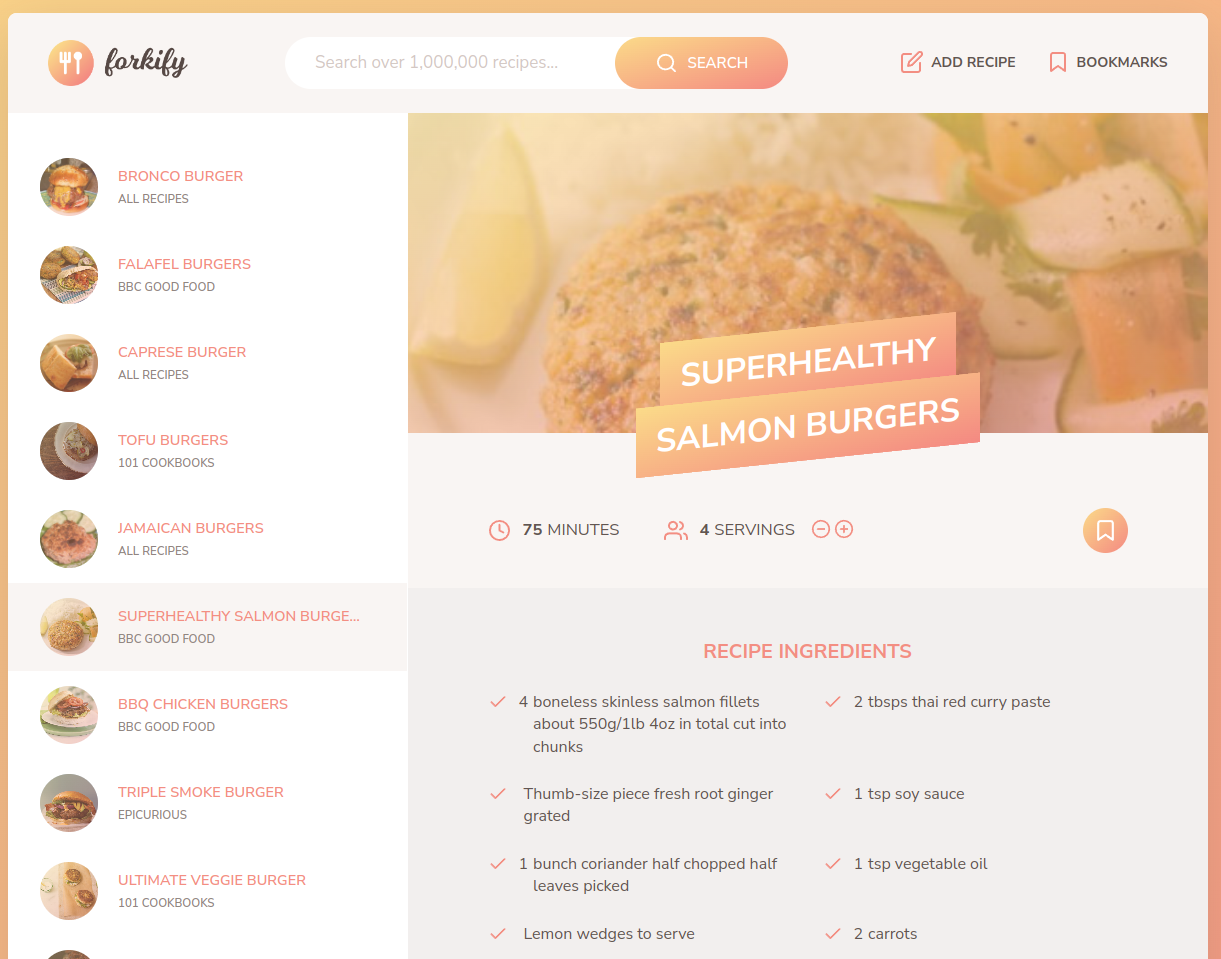 forkify
Search over 1,000,000 recipes...
SEARCH
ADD RECIPE
BOOKMARKS
BRONCO BURGER
ALL RECIPES
FALAFEL BURGERS
BBC GOOD FOOD
CAPRESE BURGER
ALL RECIPES
TOFU BURGERS
101 COOKBOOKS
JAMAICAN BURGERS
ALL RECIPES
SUPERHEALTHY SALMON BURGE...
BBC GOOD FOOD
BBQ CHICKEN BURGERS
BBC GOOD FOOD
TRIPLE SMOKE BURGER
EPICURIOUS
ULTIMATE VEGGIE BURGER
101 COOKBOOKS
SUPERHEALTHY
SALMON BURGERS
75 MINUTES
4 SERVINGS
RECIPE INGREDIENTS
4 boneless skinless salmon fillets
about 550g/1lb 4oz in total cut into
chunks
2 tbsps thai red curry paste
Thumb-size piece fresh root ginger
grated
1 tsp soy sauce
1 bunch coriander half chopped half
leaves picked
1 tsp vegetable oil
Lemon wedges to serve
2 carrots